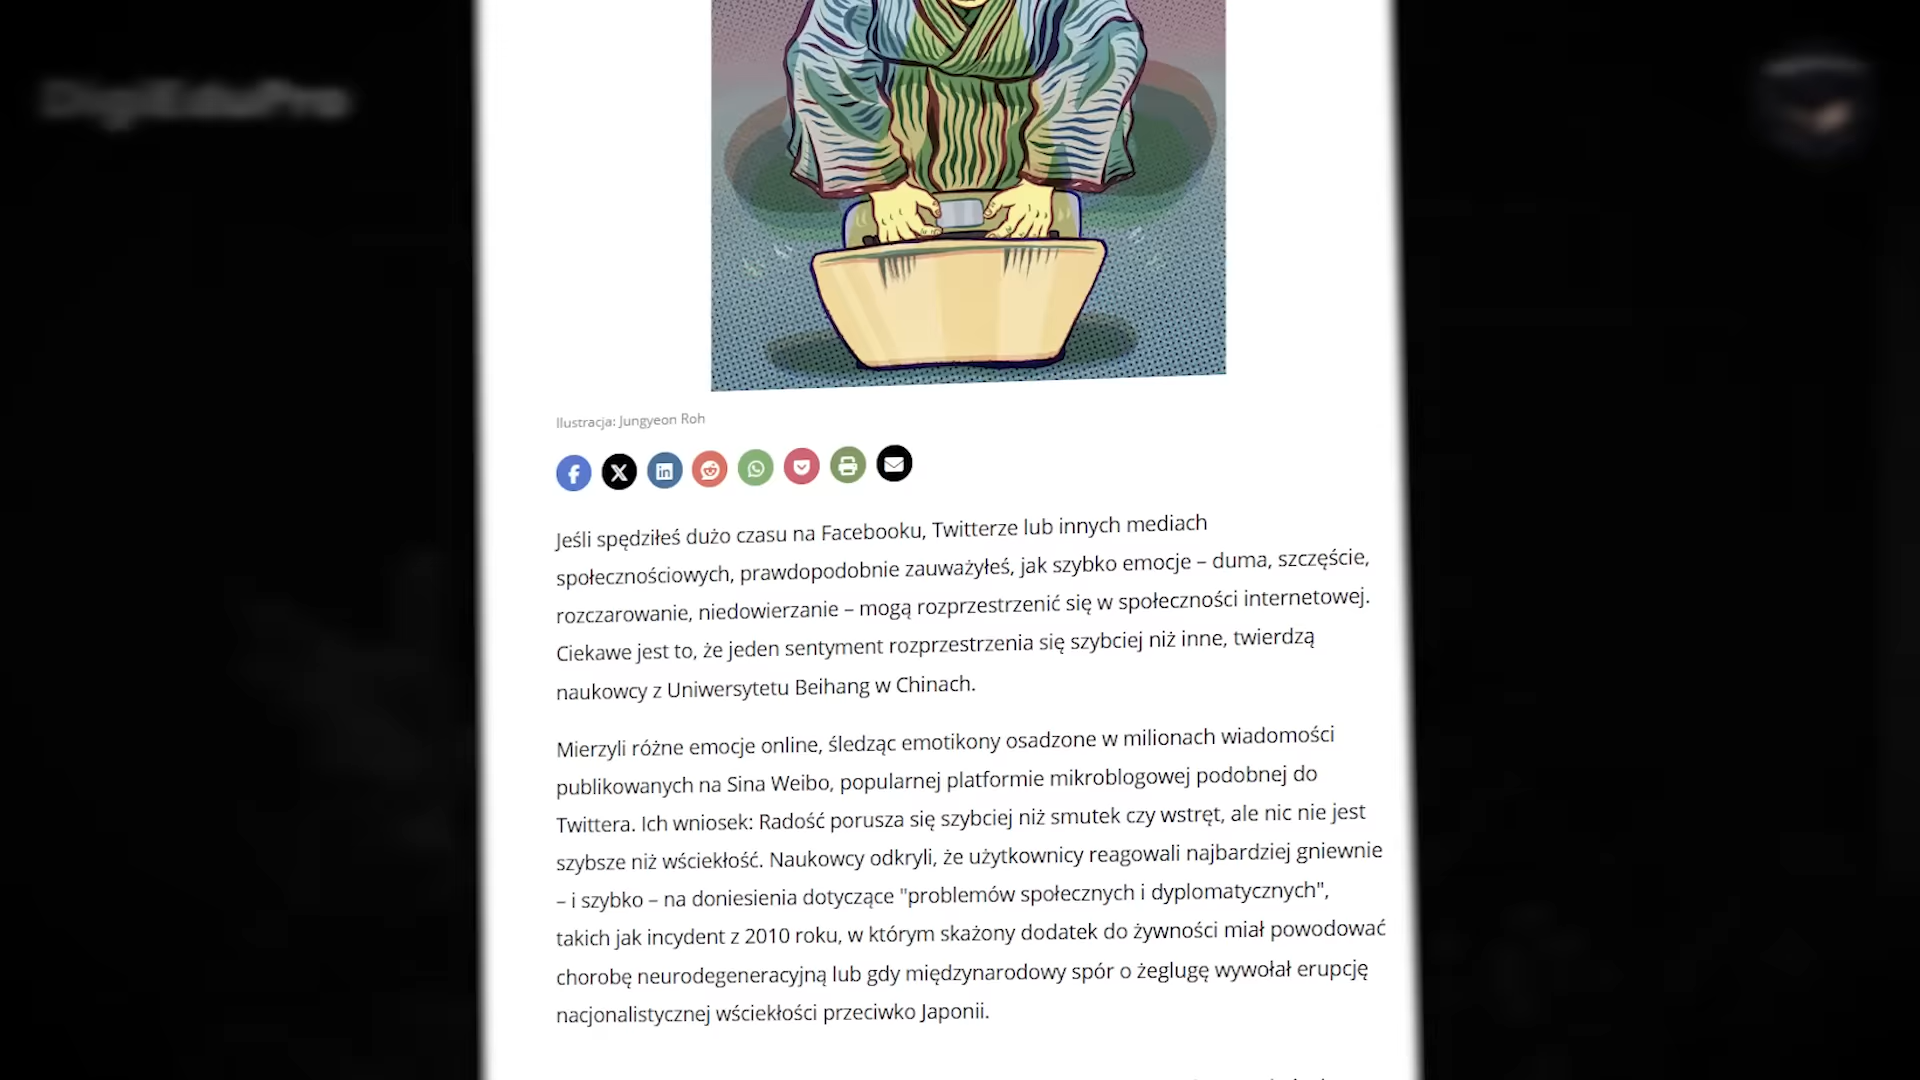 DigiEduPro
Ilustracja: Jungyeon Roh
Jeśli spędziłeś dużo czasu na Facebooku, Twitterze lub innych mediach
społecznościowych, prawdopodobnie zauważyłeś, jak szybko emocje – duma, szczęście,
rozczarowanie, niedowierzanie – mogą rozprzestrzenić się w społeczności internetowej.
Ciekawe jest to, że jeden sentyment rozprzestrzenia się szybciej niż inne, twierdzą
naukowcy z Uniwersytetu Beihang w Chinach.
Mierzyli różne emocje online, śledząc emotikony osadzone w milionach wiadomości
publikowanych na Sina Weibo, popularnej platformie mikroblogowej podobnej do
Twittera. Ich wniosek: Radość porusza się szybciej niż smutek czy wstręt, ale nic nie jest
szybsze niż wściekłość. Naukowcy odkryli, że użytkownicy reagowali najbardziej gniewnie
– i szybko – na doniesienia dotyczące "problemów społecznych i dyplomatycznych",
takich jak incydent z 2010 roku, w którym skażony dodatek do żywności miał powodować
chorobę neurodegeneracyjną lub gdy międzynarodowy spór o żeglugę wywołał erupcję
nacjonalistycznej wściekłości przeciwko Japonii.